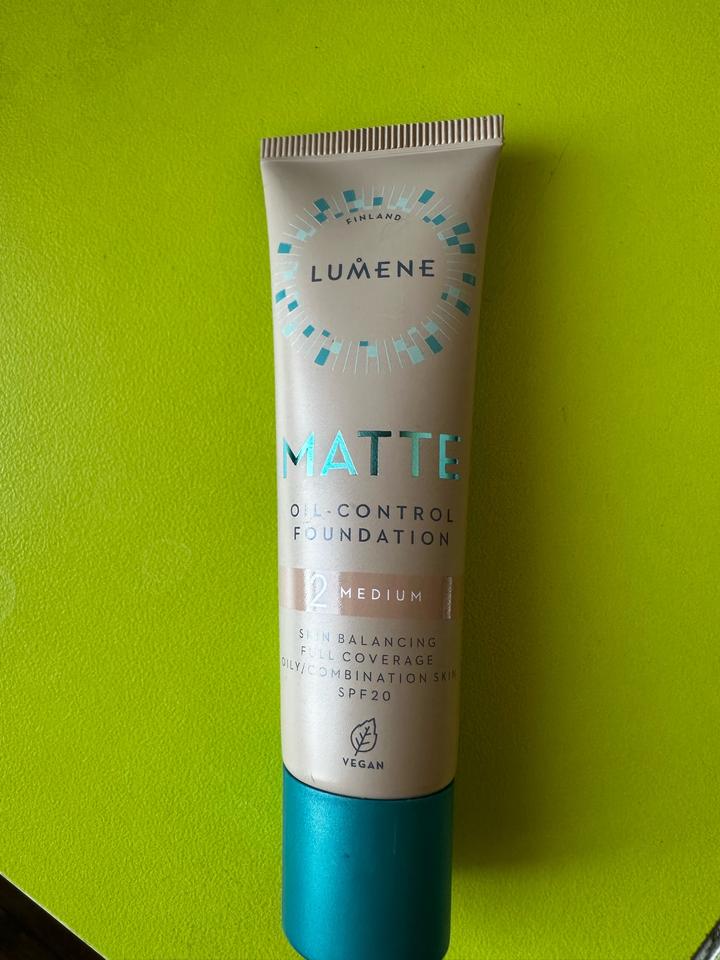 FINLAND
LUMENE
MATTE
OIL-CONTROL
FOUNDATION
2 MEDIUM
SKIN BALANCING
FULL COVERAGE
OILY/COMBINATION SKIN
SPF20
VEGAN